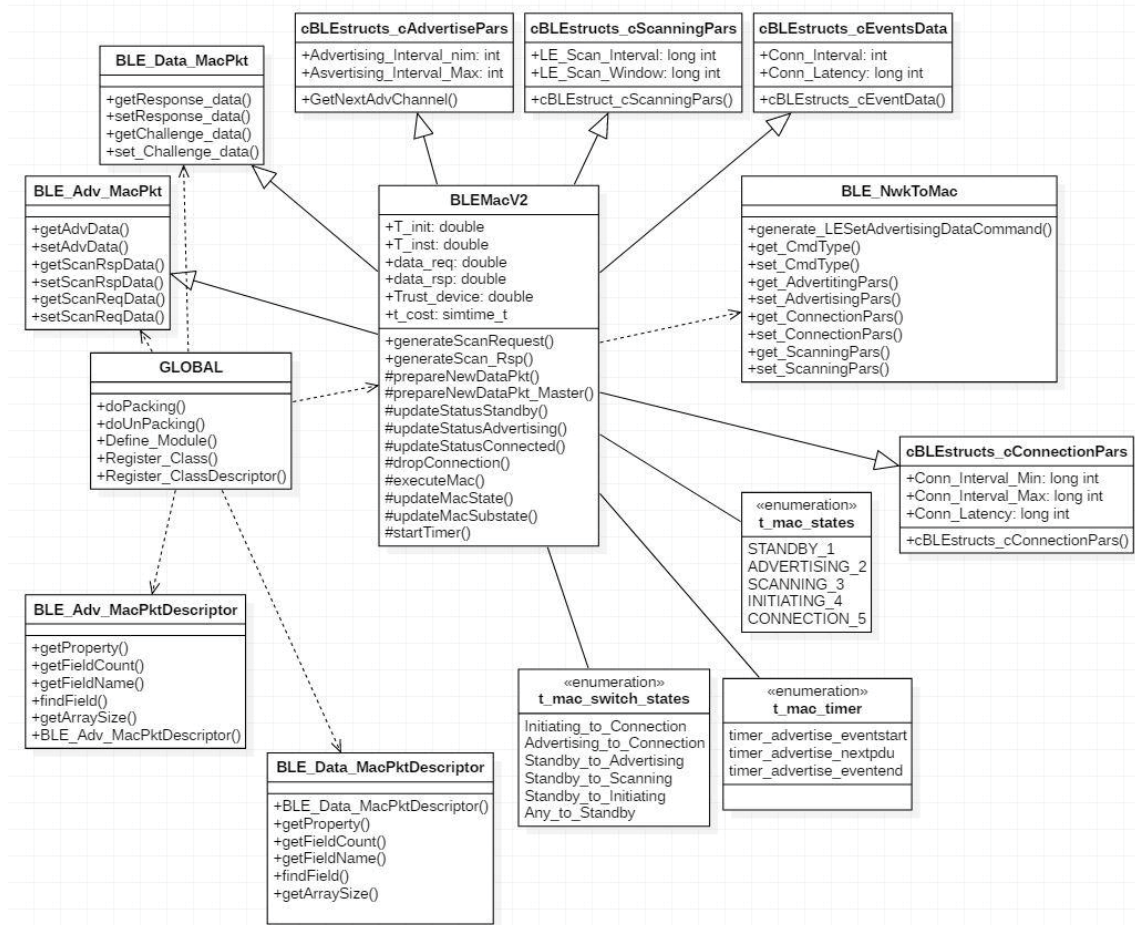 cBLEstructs_cAdvertisePars
+Advertising_Interval_nim: int
+Asvertising_Interval_Max: int
+GetNextAdvChannel()
cBLEstructs_cScanningPars
+LE_Scan_Interval: long int
+LE_Scan_Window: long int
+cBLEstruct_cScanningPars()
cBLEstructs_cEventsData
+Conn_Interval: int
+Conn_Latency: long int
+cBLEstructs_cEventData()
BLE_Data_MacPkt
+getResponse_data()
+setResponse_data()
+getChallenge_data()
+set_Challenge_data()
BLE_Adv_MacPkt
+getAdvData()
+setAdvData()
+getScanRspData()
+setScanRspData()
+getScanReqData()
+setScanReqData()
BLEMacV2
+T_init: double
+T_inst: double
+data_req: double
+data_rsp: double
+Trust_device: double
+t_cost: simtime_t
+generateScanRequest()
+generateScan_Rsp()
#prepareNewDataPkt()
#prepareNewDataPkt_Master()
#updateStatusStandby()
#updateStatusAdvertising()
#updateStatusConnected()
#dropConnection()
#executeMac()
#updateMacState()
#updateMacSubstate()
#startTimer()
BLE_NwkToMac
+generate_LESetAdvertisingDataCommand()
+get_CmdType()
+set_CmdType()
+get_AdvertitingPars()
+set_AdvertisingPars()
+get_ConnectionPars()
+set_ConnectionPars()
+get_ScanningPars()
+set_ScanningPars()
GLOBAL
+doPacking()
+doUnPacking()
+Define_Module()
+Register_Class()
+Register_ClassDescriptor()
cBLEstructs_cConnectionPars
+Conn_Interval_Min: long int
+Conn_Interval_Max: long int
+Conn_Latency: long int
+cBLEstructs_cConnectionPars()
«enumeration»
t_mac_states
STANDBY_1
ADVERTISING_2
SCANNING_3
INITIATING_4
CONNECTION_5
BLE_Adv_MacPktDescriptor
+getProperty()
+getFieldCount()
+getFieldName()
+findField()
+getArraySize()
+BLE_Adv_MacPktDescriptor()
«enumeration»
t_mac_switch_states
Initiating_to_Connection
Advertising_to_Connection
Standby_to_Advertising
Standby_to_Scanning
Standby_to_Initiating
Any_to_Standby
«enumeration»
t_mac_timer
timer_advertise_eventstart
timer_advertise_nextpdu
timer_advertise_eventend
BLE_Data_MacPktDescriptor
+BLE_Data_MacPktDescriptor()
+getProperty()
+getFieldCount()
+getFieldName()
+findField()
+getArraySize()